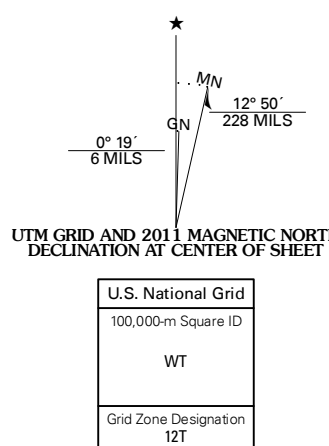 ★
MN
GN
12° 50´
228 MILS
0° 19´
6 MILS
UTM GRID AND 2011 MAGNETIC NORTH
DECLINATION AT CENTER OF SHEET
U.S. National Grid
100,000-m Square ID
WT
Grid Zone Designation
12T